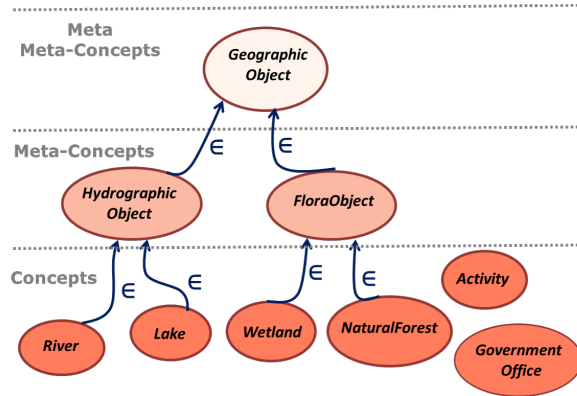 Meta
Meta-Concepts
Geographic
Object
∈
∈
Meta-Concepts
Hydrographic
Object
FloraObject
Concepts
∈
∈
∈
∈
Activity
River
Lake
Wetland
NaturalForest
Government
Office